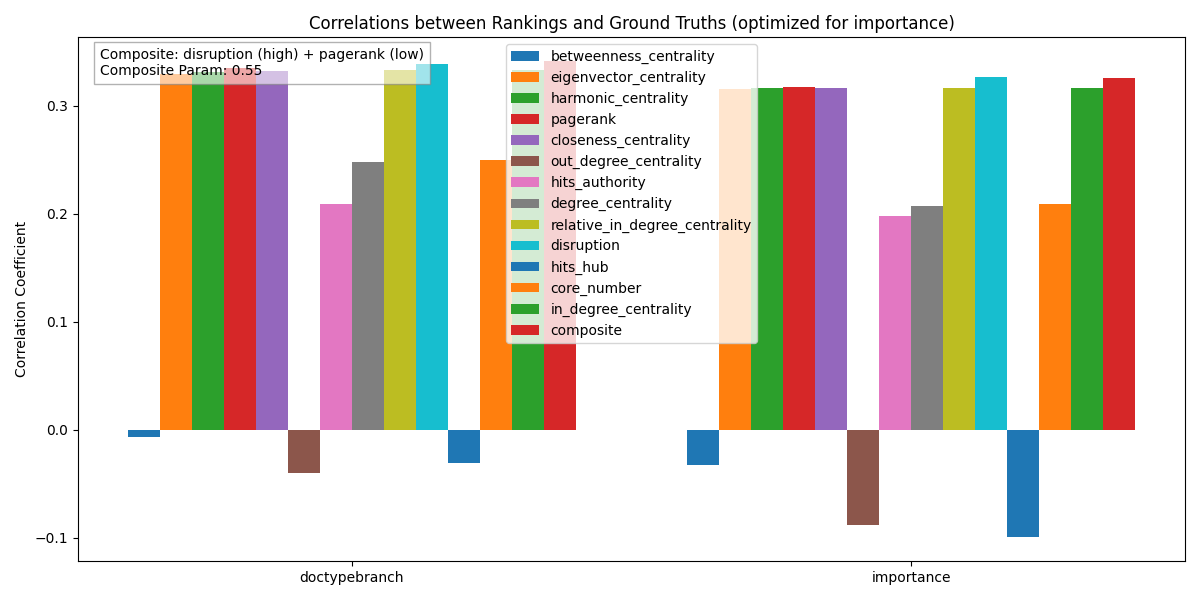 Correlations between Rankings and Ground Truths (optimized for importance)
Composite: disruption (high) + pagerank (low)
Composite Param: 0.55
betweenness_centrality
eigenvector_centrality
harmonic_centrality
pagerank
closeness_centrality
out_degree_centrality
hits_authority
degree_centrality
relative_in_degree_centrality
disruption
hits_hub
core_number
in_degree_centrality
composite
Correlation Coefficient
0.3
0.2
0.1
0.0
−0.1
doctypebranch
importance